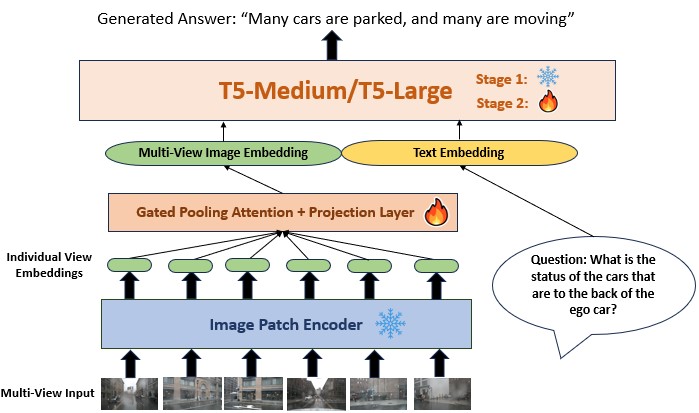 Generated Answer: “Many cars are parked, and many are moving”
T5-Medium/T5-Large
Stage 1:
Stage 2:
Multi-View Image Embedding
Text Embedding
Gated Pooling Attention + Projection Layer
Individual View
Embeddings
Question: What is the
status of the cars that
are to the back of the
ego car?
Image Patch Encoder
Multi-View Input